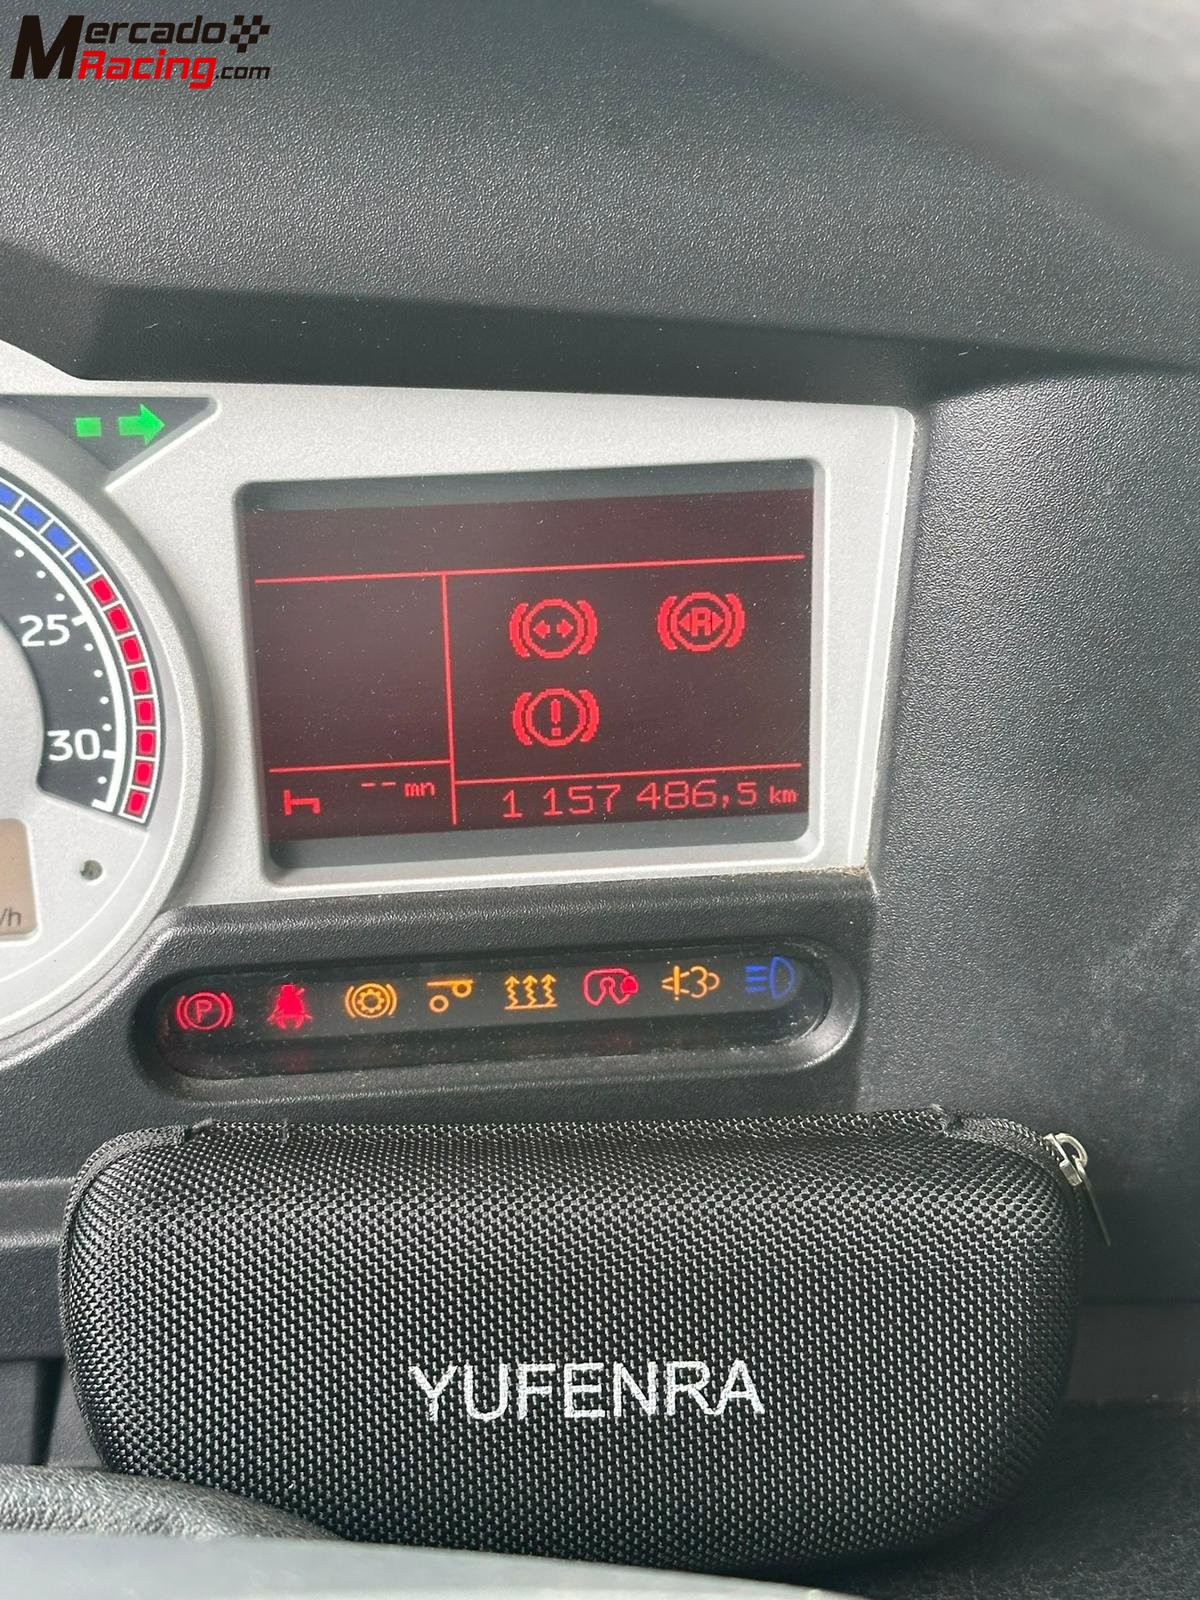 Mercado
Racing.com
25
30
--mn
1 157 486,5 km
/h
P
R
YUFENRA